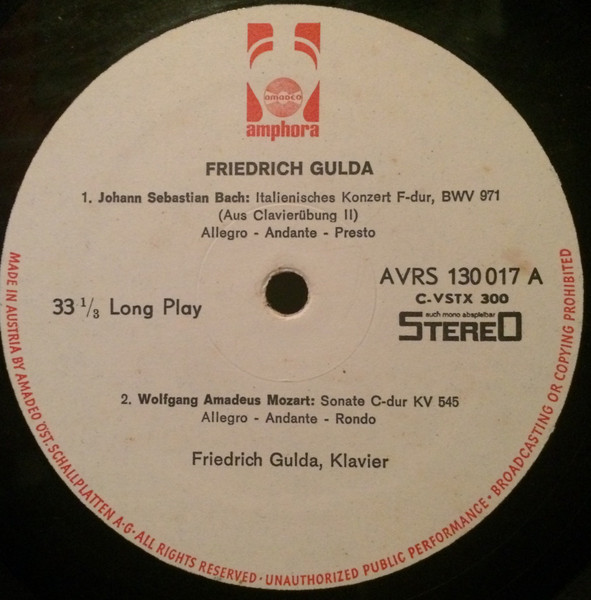 amadeo
amphora
FRIEDRICH GULDA
1. Johann Sebastian Bach: Italienisches Konzert F-dur, BWV 971
(Aus Clavierübung II)
Allegro - Andante - Presto
33 1/3 Long Play
AVRS 130 017 A
C-VSTX 300
auch mono abspielbar
STEREO
2. Wolfgang Amadeus Mozart: Sonate C-dur KV 545
Allegro - Andante - Rondo
Friedrich Gulda, Klavier
MADE IN AUSTRIA BY AMADEO ÖST. SCHALLPLATTEN A·G· ALL RIGHTS RESERVED · UNAUTHORIZED PUBLIC PERFORMANCE · BROADCASTING OR COPYING PROHIBITED